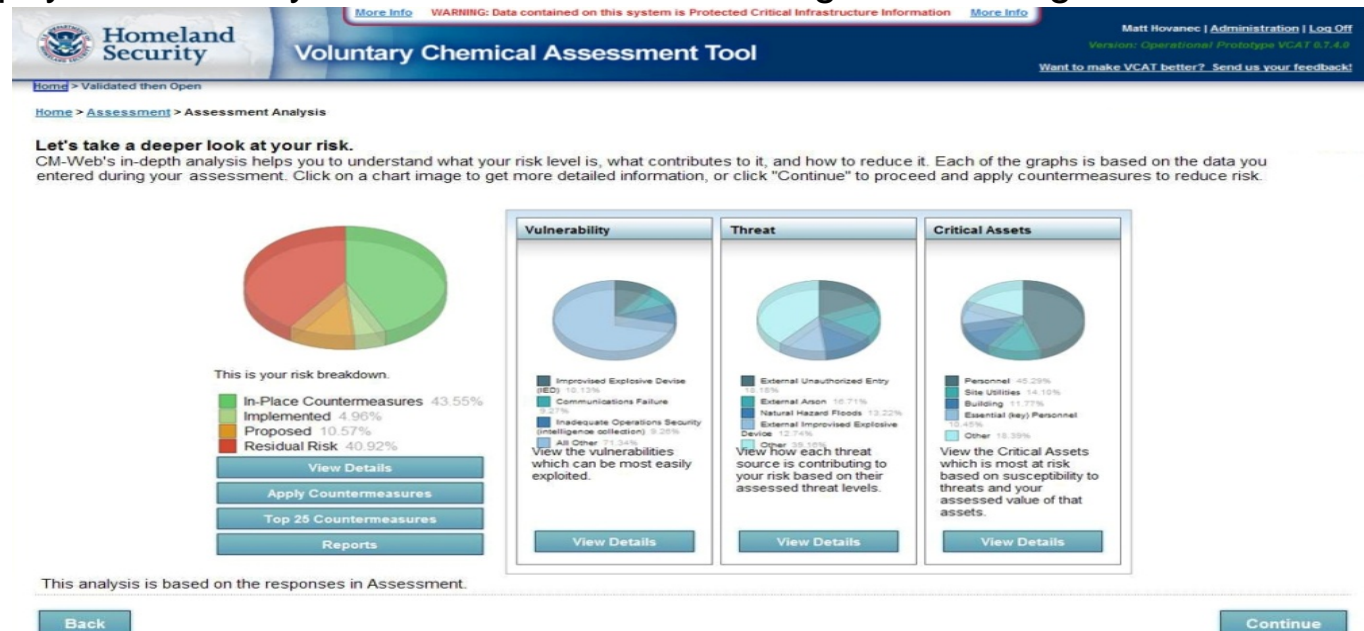 More Info WARNING: Data contained on this system is Protected Critical Infrastructure Information More Info
Homeland
Security
Voluntary Chemical Assessment Tool
Matt Hovanec | Administration | Log Off
Version: Operational Prototype VCAT 0.7.4.0
Want to make VCAT better? Send us your feedback!
Home > Validated then Open
Home > Assessment > Assessment Analysis
Let's take a deeper look at your risk.
CM-Web's in-depth analysis helps you to understand what your risk level is, what contributes to it, and how to reduce it. Each of the graphs is based on the data you
entered during your assessment. Click on a chart image to get more detailed information, or click "Continue" to proceed and apply countermeasures to reduce risk.
This is your risk breakdown.
In-Place Countermeasures 43.55%
Implemented 4.96%
Proposed 10.57%
Residual Risk 40.92%
View Details
Apply Countermeasures
Top 25 Countermeasures
Reports
Vulnerability
Improvised Explosive Devise
(IED) 10.13%
Communications Failure
9.27%
Inadequate Operations Security
(intelligence collection) 9.26%
All Other 71.34%
View the vulnerabilities
which can be most easily
exploited.
View Details
Threat
External Unauthorized Entry
External Arson 16.71%
Natural Hazard Floods 13.22%
External Improvised Explosive
Device 12.74%
Other
View how each threat
source is contributing to
your risk based on their
assessed threat levels.
View Details
Critical Assets
Personnel 45.29%
Site Utilities 14.10%
Building 11.77%
Essential (key) Personnel
10.45%
Other 18.39%
View the Critical Assets
which is most at risk
based on susceptibility to
threats and your
assessed value of that
assets.
View Details
This analysis is based on the responses in Assessment.
Back
Continue